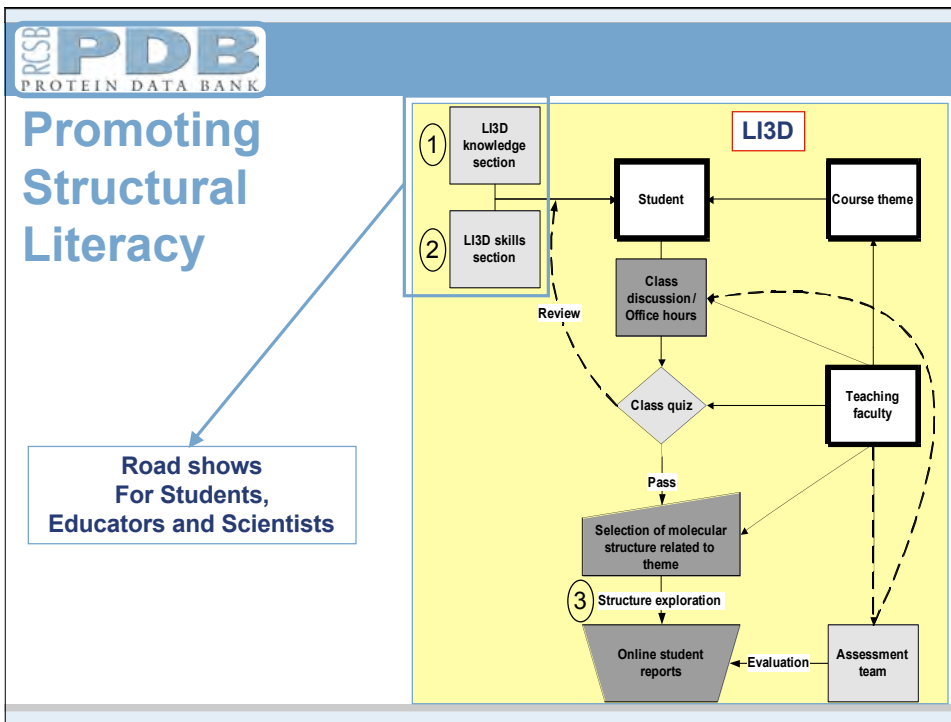 RCSB
PDB
PROTEIN DATA BANK
Promoting
Structural
Literacy
Road shows
For Students,
Educators and Scientists
LI3D
1
LI3D
knowledge
section
2
LI3D skills
section
Student
Course theme
Class
discussion/
Office hours
Review
Class quiz
Teaching
faculty
Pass
Selection of molecular
structure related to
theme
3
Structure exploration
Online student
reports
Evaluation
Assessment
team